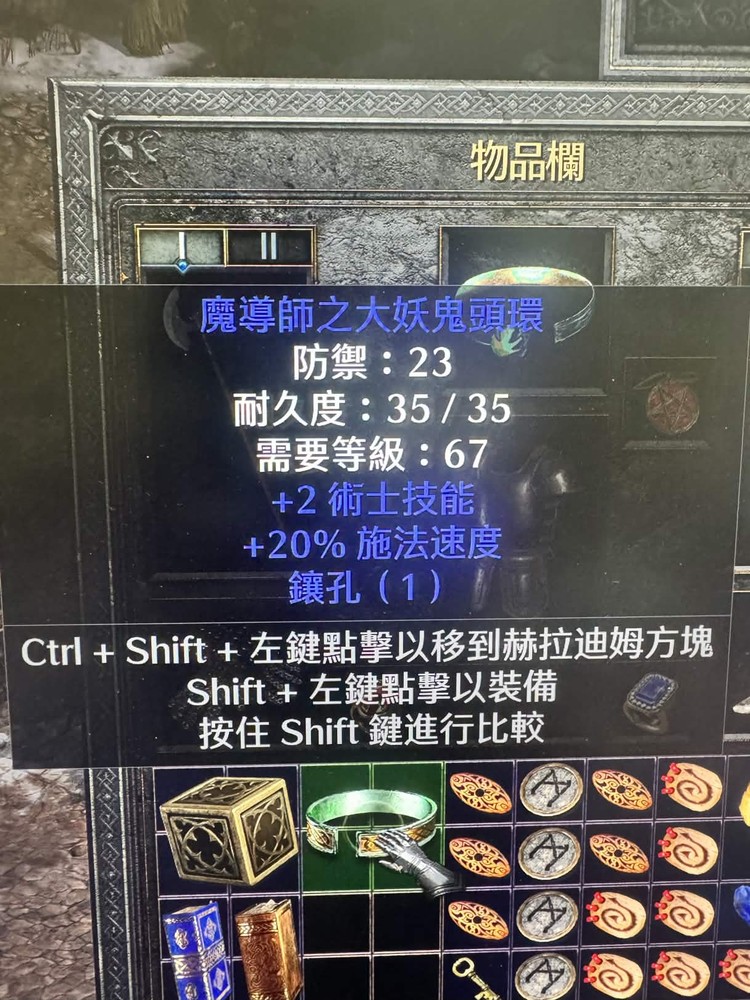 物品欄
I
II
魔導師之大妖鬼頭環
防禦：23
耐久度：35 / 35
需要等級：67
+2 術士技能
+20% 施法速度
鑲孔（1）
Ctrl + Shift + 左鍵點擊以移到赫拉迪姆方塊
Shift + 左鍵點擊以裝備
按住 Shift 鍵進行比較